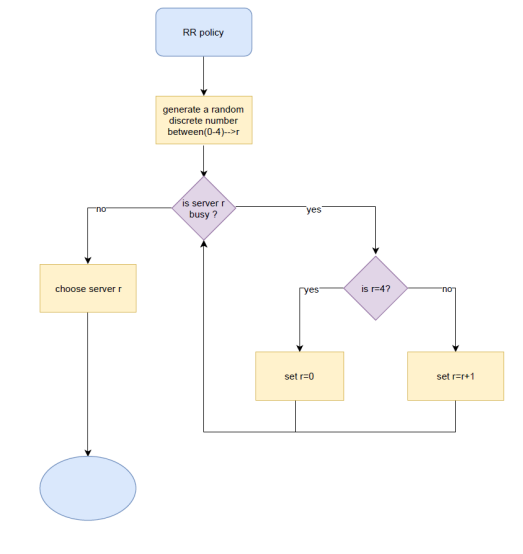 RR policy
generate a random
discrete number
between(0-4)-->r
is server r
busy ?
no
yes
choose server r
is r=4?
yes
no
set r=0
set r=r+1